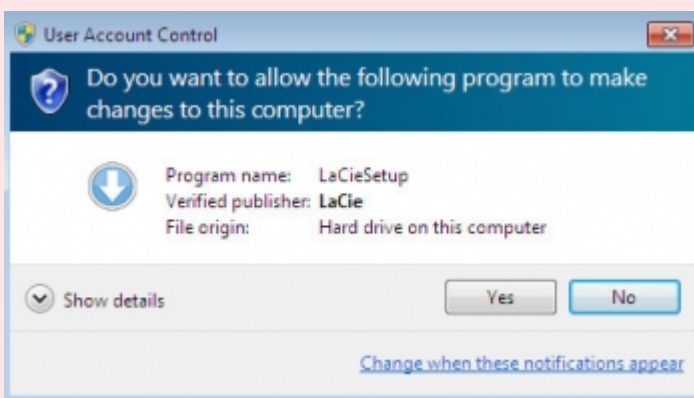 User Account Control
Do you want to allow the following program to make
changes to this computer?
Program name: LaCieSetup
Verified publisher: LaCie
File origin: Hard drive on this computer
Show details
Yes No
Change when these notifications appear